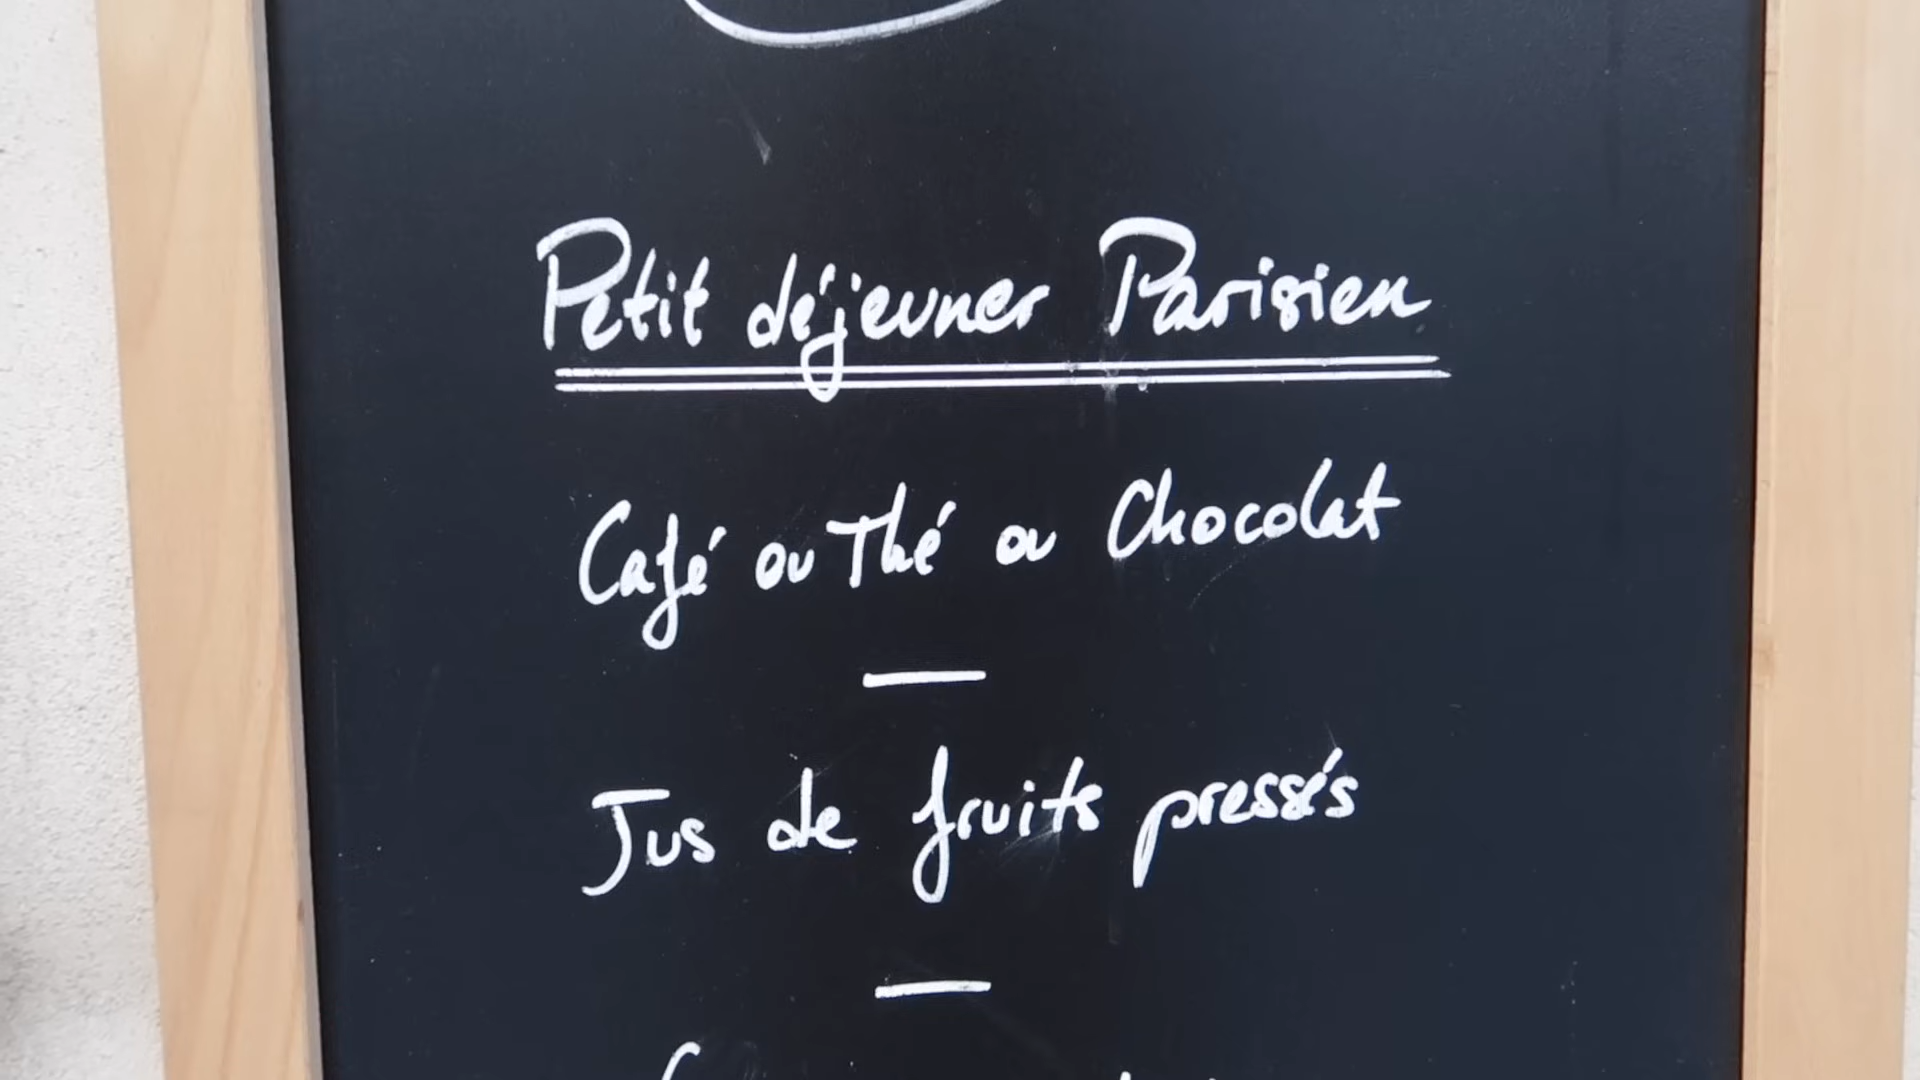 Petit déjeuner Parisien
Café ou Thé ou Chocolat
Jus de fruits pressés